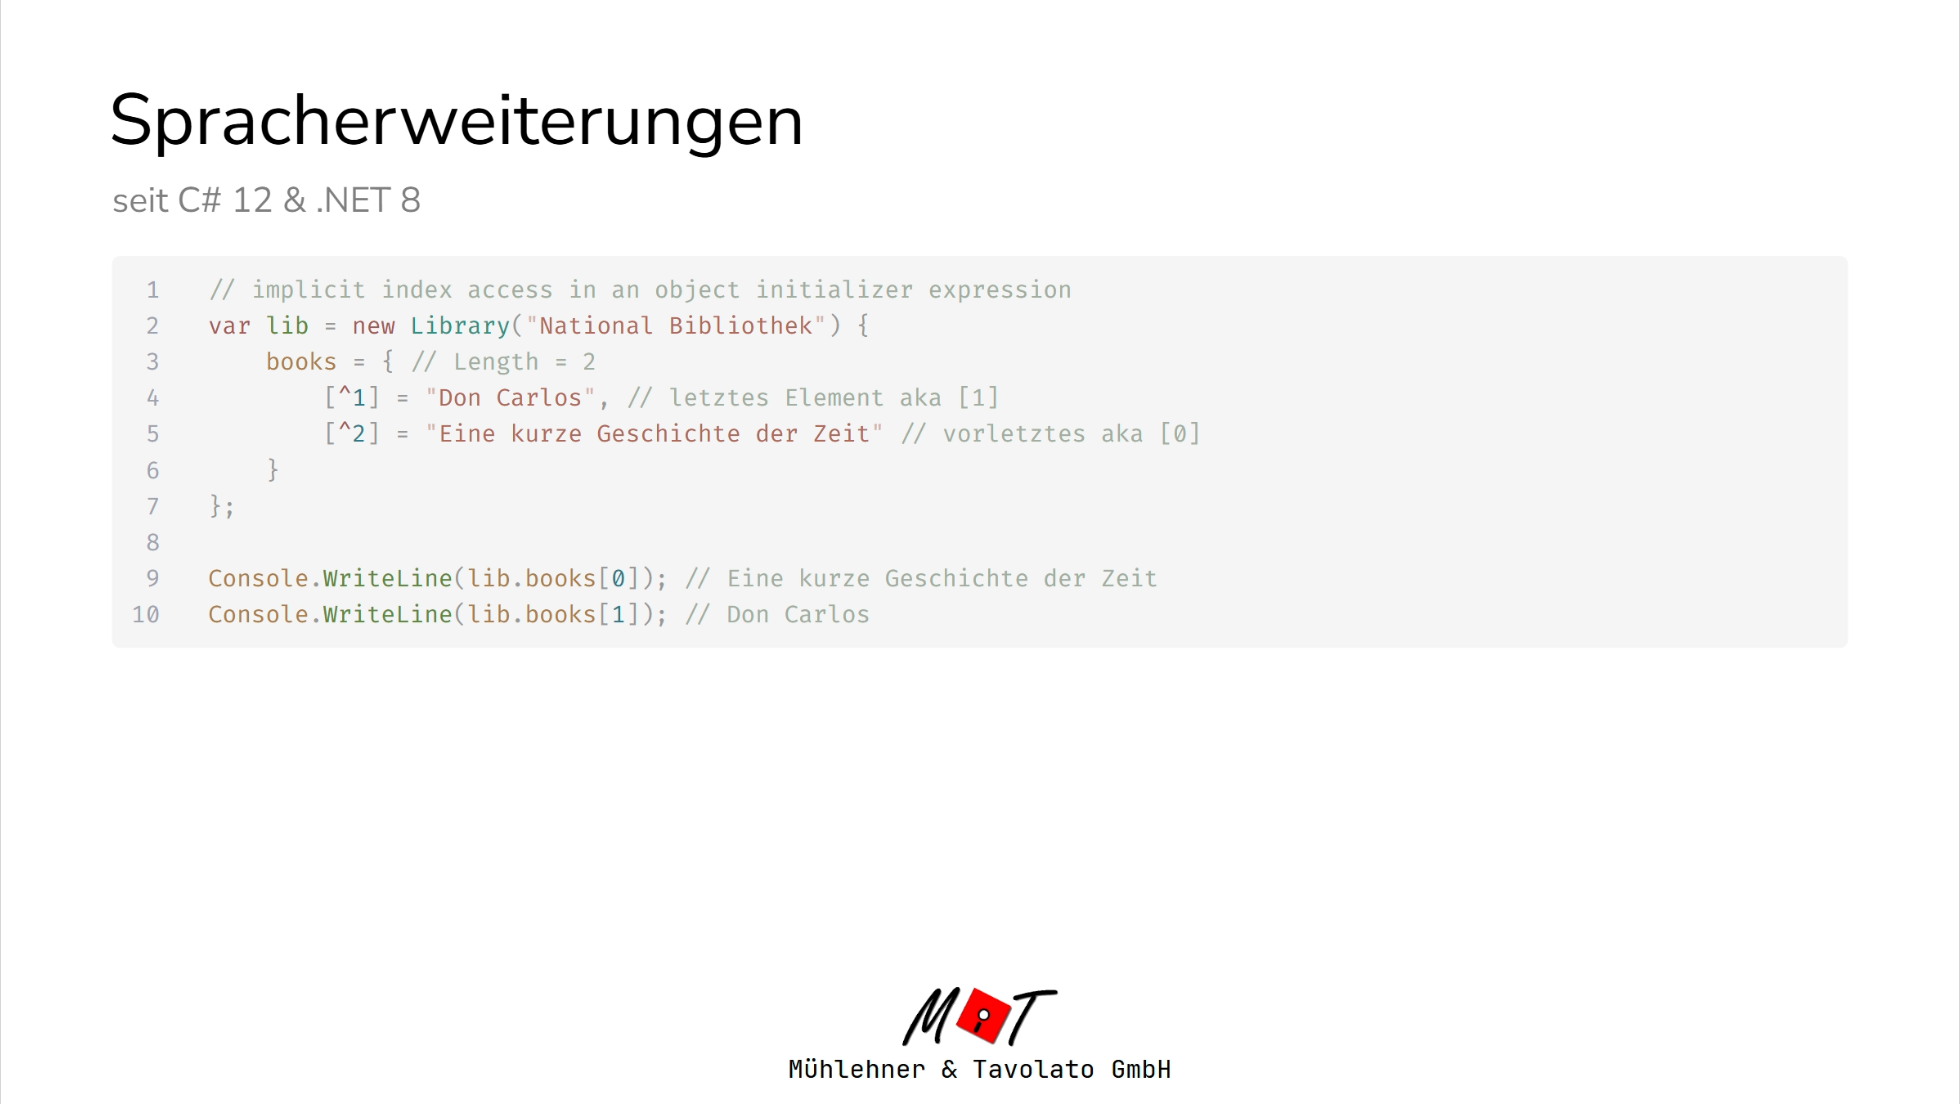 Spracherweiterungen
seit C# 12 & .NET 8
1 // implicit index access in an object initializer expression
2 var lib = new Library("National Bibliothek") {
3     books = { // Length = 2
4         [^1] = "Don Carlos", // letztes Element aka [1]
5         [^2] = "Eine kurze Geschichte der Zeit" // vorletztes aka [0]
6     }
7 };
8
9 Console.WriteLine(lib.books[0]); // Eine kurze Geschichte der Zeit
10 Console.WriteLine(lib.books[1]); // Don Carlos
M T
Mühlehner & Tavolato GmbH